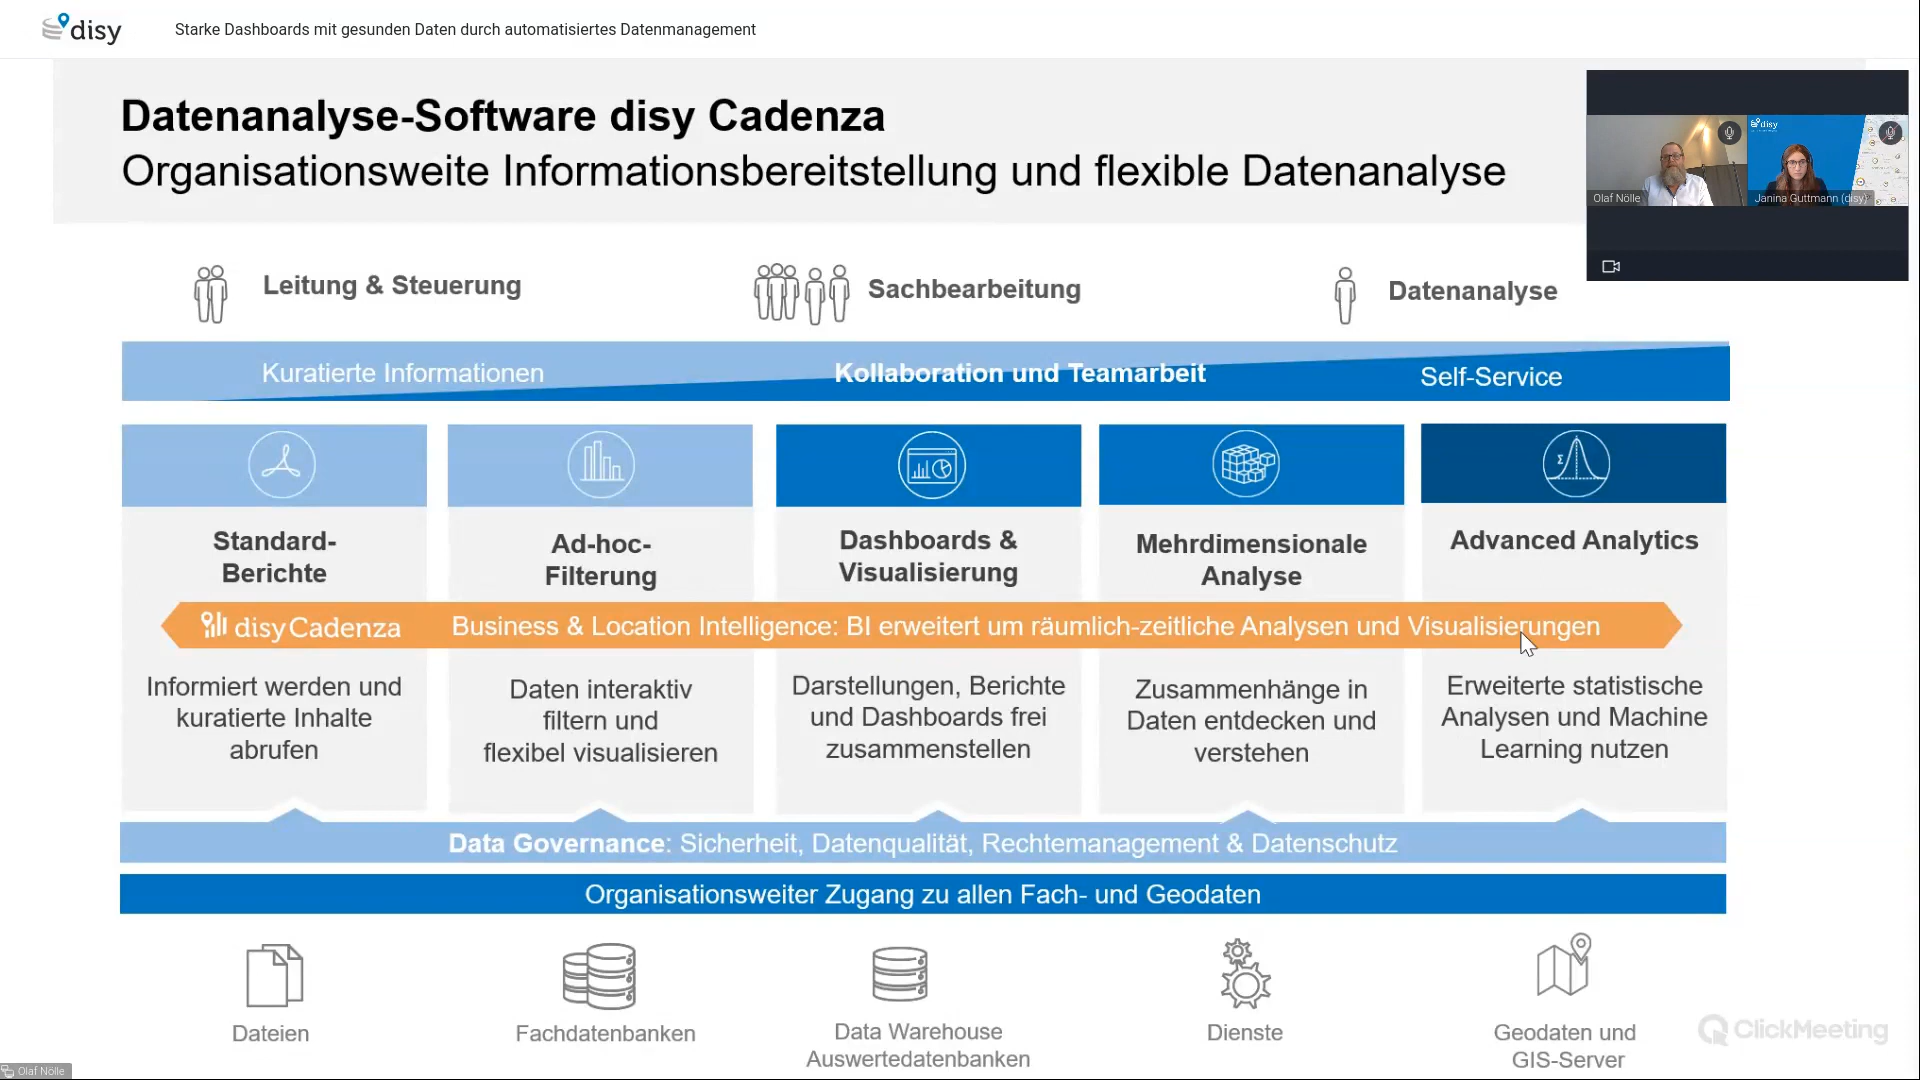 disy
Starke Dashboards mit gesunden Daten durch automatisiertes Datenmanagement
Datenanalyse-Software disy Cadenza
Organisationsweite Informationsbereitstellung und flexible Datenanalyse
disy
Olaf Nölle
Janina Guttmann (disy)
Leitung & Steuerung
Sachbearbeitung
Datenanalyse
Kuratierte Informationen
Kollaboration und Teamarbeit
Self-Service
Σ
Standard-
Berichte
Ad-hoc-
Filterung
Dashboards &
Visualisierung
Mehrdimensionale
Analyse
Advanced Analytics
disyCadenza
Business & Location Intelligence: BI erweitert um räumlich-zeitliche Analysen und Visualisierungen
Informiert werden und
kuratierte Inhalte
abrufen
Daten interaktiv
filtern und
flexibel visualisieren
Darstellungen, Berichte
und Dashboards frei
zusammenstellen
Zusammenhänge in
Daten entdecken und
verstehen
Erweiterte statistische
Analysen und Machine
Learning nutzen
Data Governance: Sicherheit, Datenqualität, Rechtemanagement & Datenschutz
Organisationsweiter Zugang zu allen Fach- und Geodaten
Dateien
Fachdatenbanken
Data Warehouse
Auswertedatenbanken
Dienste
Geodaten und
GIS-Server
ClickMeeting
Olaf Nölle